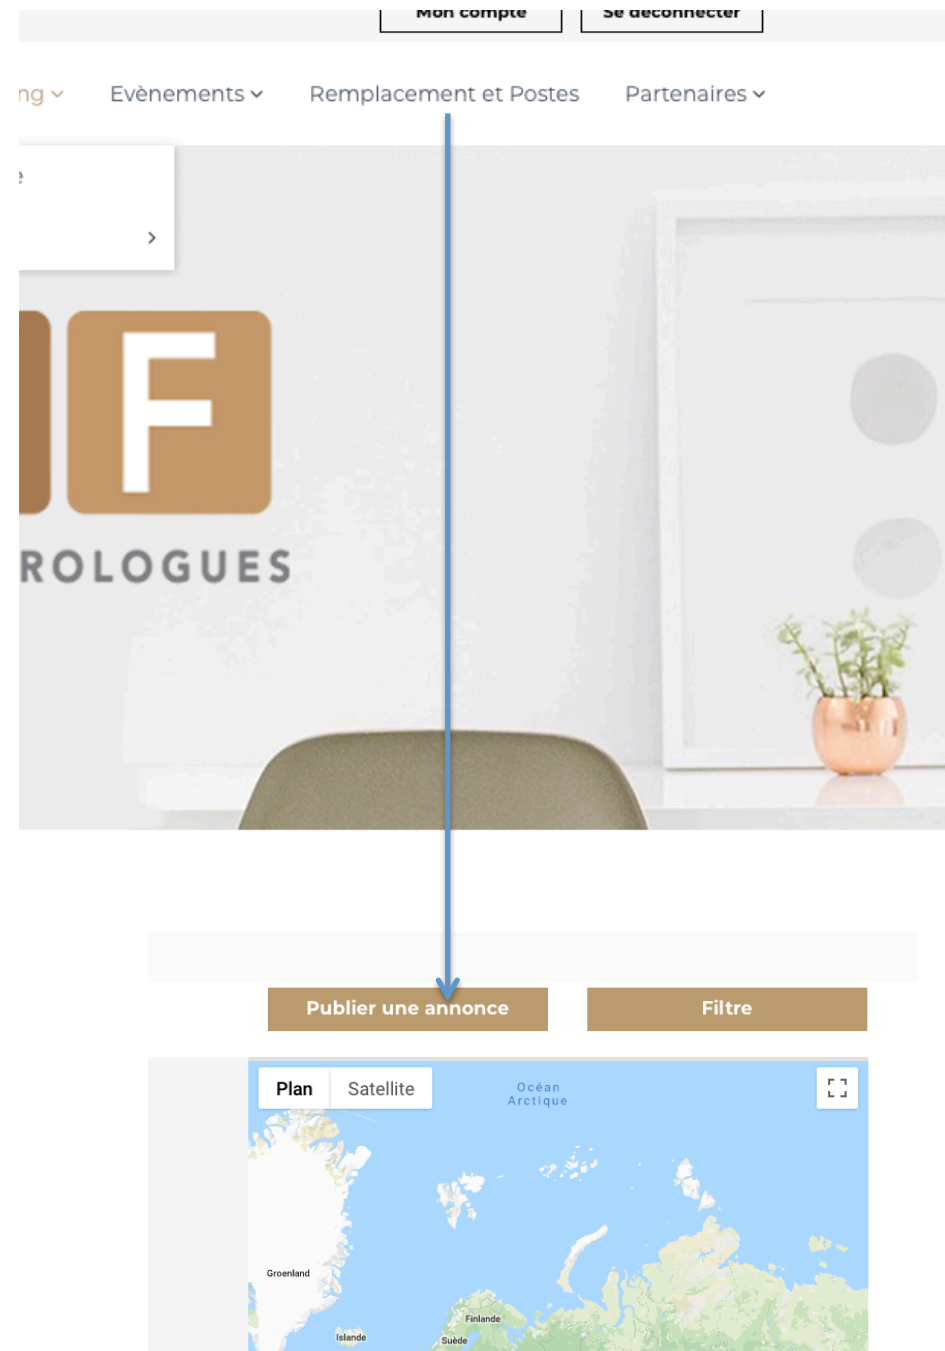 Mon compte Se déconnecter
ng Evènements Remplacement et Postes Partenaires
e
F
ROLOGUES
Publier une annonce Filtre
Plan Satellite
Océan
Arctique
Groenland
Finlande
Islande
Suède